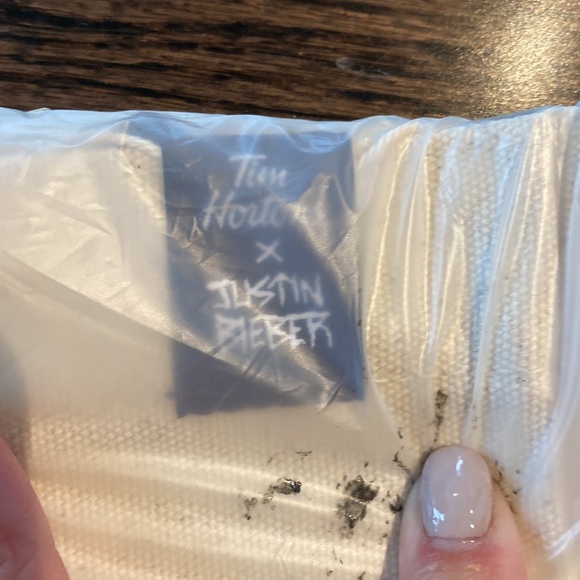 Tim
Hortons
x
JUSTIN
BIEBER